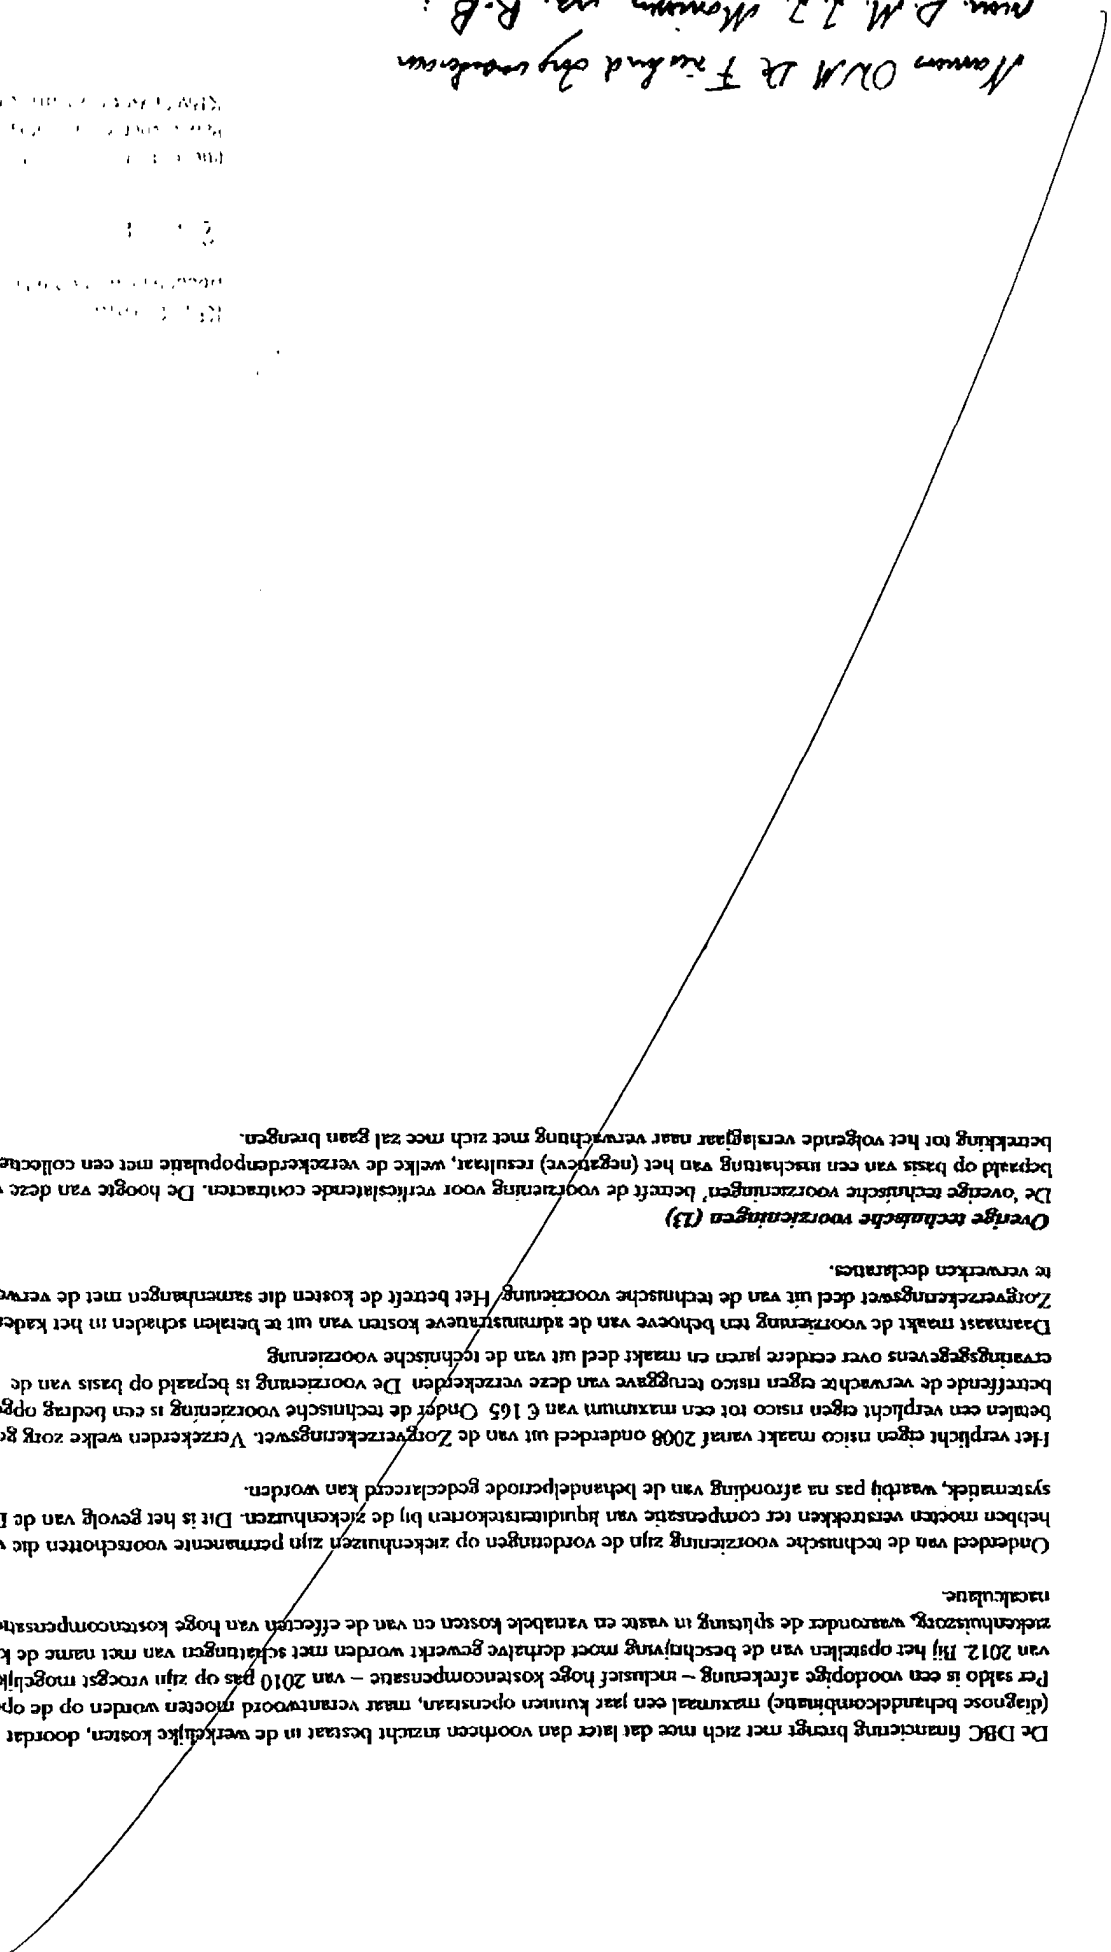 De DBC financiering brengt met zich mee dat later dan voorheen inzicht bestaat in de werkelijke kosten, doordat
(diagnose behandelcombinatie) maximaal een jaar kunnen openstaan, maar verantwoord moeten worden op de op
Per saldo is een voorlopige afrekening – inclusief hoge kostencompensatie – van 2010 pas op zijn vroegst mogelijk
van 2012. Bij het opstellen van de beschrijving moet derhalve gewerkt worden met schattingen van met name de k
ziekenhuiszorg, waaronder de splitsing in vaste en variabele kosten en van de effecten van hoge kostencompensatie
nacalculatie.
Onderdeel van de technische voorziening zijn de vorderingen op ziekenhuizen zijn permanente voorschotten die
hebben moeten verstrekken ter compensatie van liquiditeitstekorten bij de ziekenhuizen. Dit is het gevolg van de
systematiek, waarbij pas na afronding van de behandelperiode gedeclareerd kan worden.
Het verplicht eigen risico maakt vanaf 2008 onderdeel uit van de Zorgverzekeringswet. Verzekerden welke zorg
betalen een verplicht eigen risico tot een maximum van € 165 Onder de technische voorziening is een bedrag opg
betreffende de verwachte eigen risico teruggave van deze verzekerden De voorziening is bepaald op basis van de
ervaringsgegevens over eerdere jaren en maakt deel uit van de technische voorziening
Daarnaast maakt de voorziening ten behoeve van de administratieve kosten van uit te betalen schaden in het kader
Zorgverzekeringswet deel uit van de technische voorziening. Het betreft de kosten die samenhangen met de verwe
te verwerken declaraties.
Overige technische voorzieningen (13)
De 'overige technische voorzieningen' betreft de voorziening voor verlieslatende contracten. De hoogte van deze
bepaald op basis van een inschatting van het (negatieve) resultaat, welke de verzekerdenpopulatie met een collectie
betrekking tot het volgende verslagjaar naar verwachting met zich mee zal gaan brengen.
Namens OVM De Friesland Zorgverzekeraar